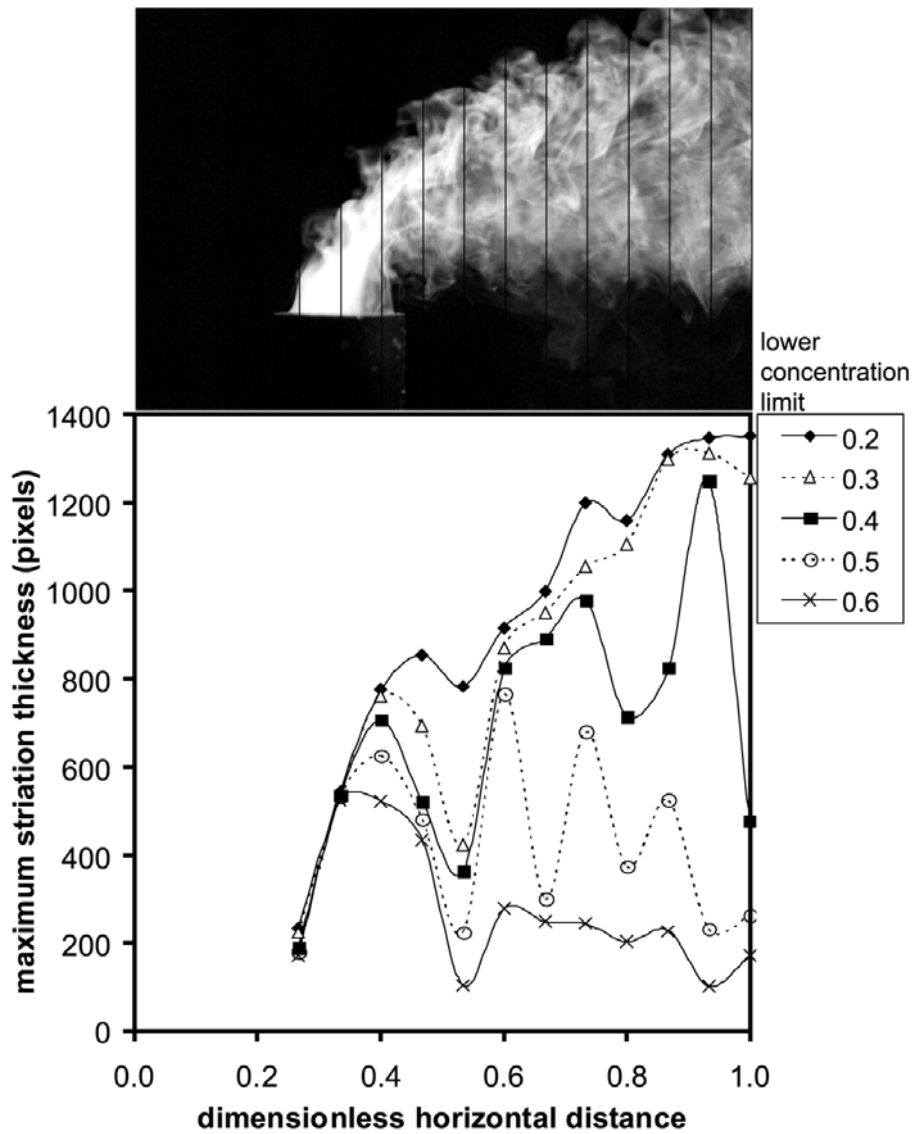 lower
concentration
limit
0.2
0.3
0.4
0.5
0.6
maximum striation thickness (pixels)
1400
1200
1000
800
600
400
200
0
0.0 0.2 0.4 0.6 0.8 1.0
dimensionless horizontal distance